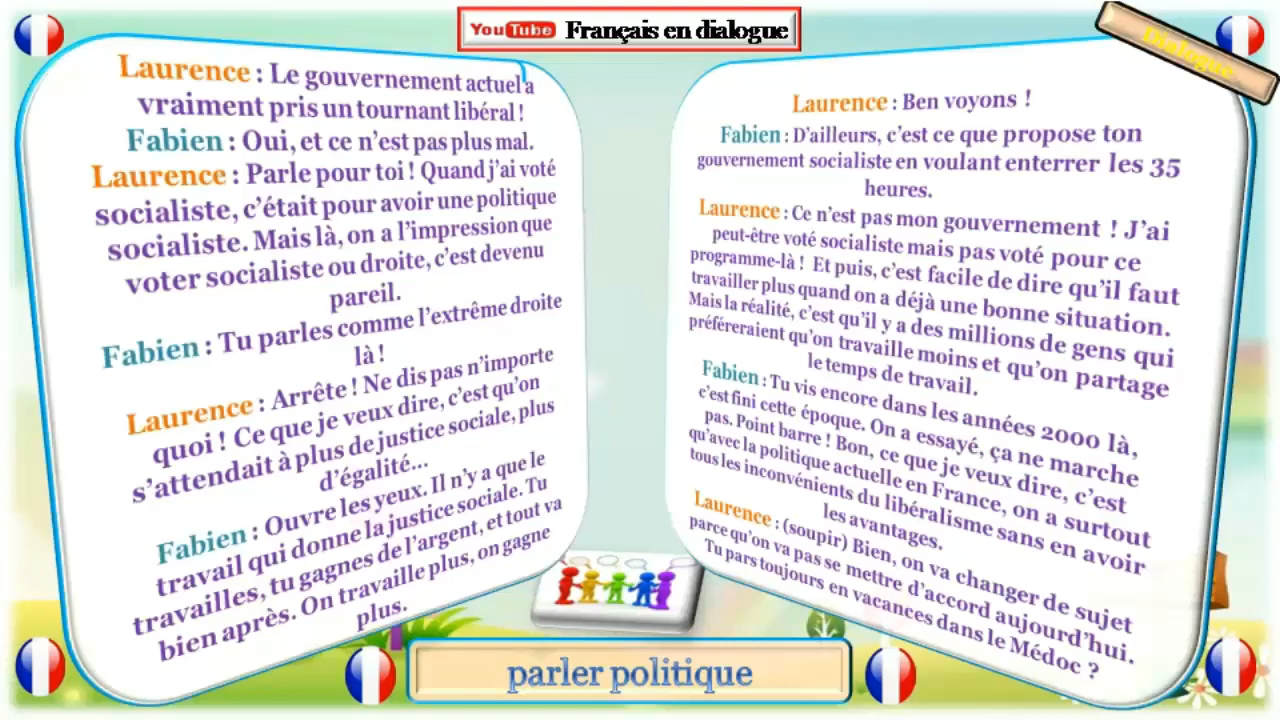 YouTube Français en dialogue
Dialogue
Laurence : Le gouvernement actuel a
vraiment pris un tournant libéral !
Fabien : Oui, et ce n'est pas plus mal.
Laurence : Parle pour toi ! Quand j'ai voté
socialiste, c'était pour avoir une politique
socialiste. Mais là, on a l'impression que
voter socialiste ou droite, c'est devenu
pareil.
Fabien : Tu parles comme l'extrême droite
là !
Laurence : Arrête ! Ne dis pas n'importe
quoi ! Ce que je veux dire, c'est qu'on
s'attendait à plus de justice sociale, plus
d'égalité...
Fabien : Ouvre les yeux. Il n'y a que le
travail qui donne la justice sociale. Tu
travailles, tu gagnes de l'argent, et tout va
bien après. On travaille plus, on gagne
plus.
Laurence : Ben voyons !
Fabien : D'ailleurs, c'est ce que propose ton
gouvernement socialiste en voulant enterrer les 35
heures.
Laurence : Ce n'est pas mon gouvernement ! J'ai
peut-être voté socialiste mais pas voté pour ce
programme-là ! Et puis, c'est facile de dire qu'il faut
travailler plus quand on a déjà une bonne situation.
Mais la réalité, c'est qu'il y a des millions de gens qui
préféreraient qu'on travaille moins et qu'on partage
le temps de travail.
Fabien : Tu vis encore dans les années 2000 là,
c'est fini cette époque. On a essayé, ça ne marche
pas. Point barre ! Bon, ce que je veux dire, c'est
qu'avec la politique actuelle en France, on a surtout
tous les inconvénients du libéralisme sans en avoir
les avantages.
Laurence : (soupir) Bien, on va changer de sujet
parce qu'on va pas se mettre d'accord aujourd'hui.
Tu pars toujours en vacances dans le Médoc ?
parler politique